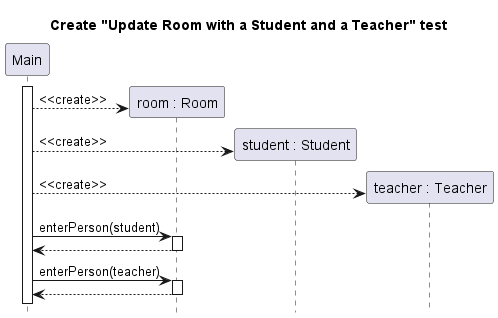 Create "Update Room with a Student and a Teacher" test
Main
<<create>>
room : Room
<<create>>
student : Student
<<create>>
teacher : Teacher
enterPerson(student)
enterPerson(teacher)